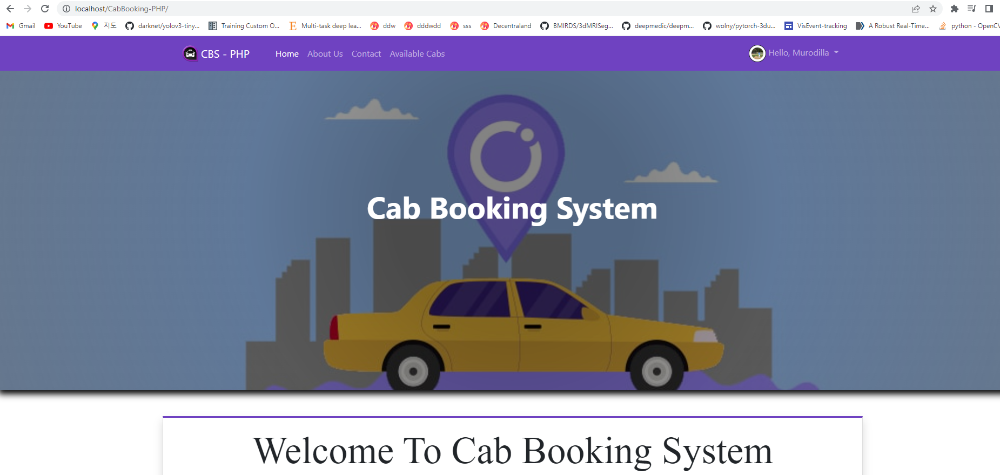 localhost/CabBooking-PHP/
Gmail YouTube 지도 darknet/yolov3-tiny... Training Custom O... Multi-task deep lea... ddw dddwdd sss Decentraland BMIRDS/3dMRISeg... deepmedic/deepm... wolny/pytorch-3du... VisEvent-tracking A Robust Real-Time... python - OpenCV
CBS - PHP Home About Us Contact Available Cabs Hello, Murodilla
Cab Booking System
Welcome To Cab Booking System